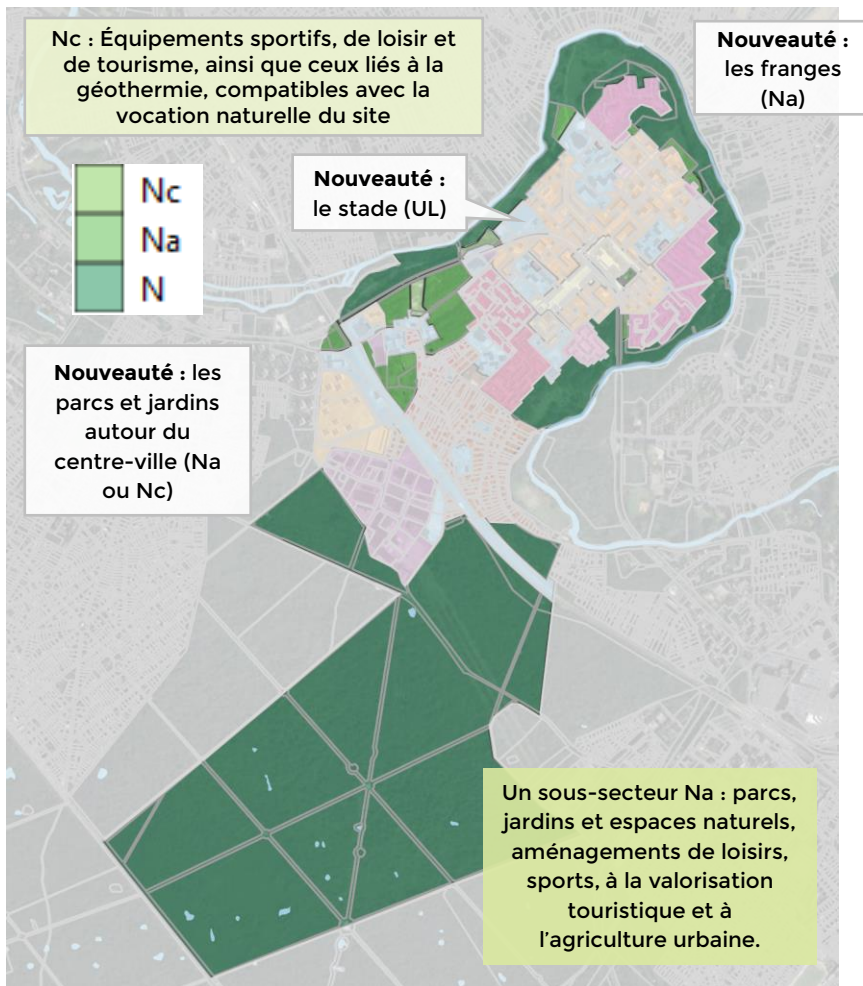 Nc : Équipements sportifs, de loisir et
de tourisme, ainsi que ceux liés à la
géothermie, compatibles avec la
vocation naturelle du site
Nouveauté :
les franges
(Na)
Nc
Na
N
Nouveauté :
le stade (UL)
Nouveauté : les
parcs et jardins
autour du
centre-ville (Na
ou Nc)
Un sous-secteur Na : parcs,
jardins et espaces naturels,
aménagements de loisirs,
sports, à la valorisation
touristique et à
l'agriculture urbaine.